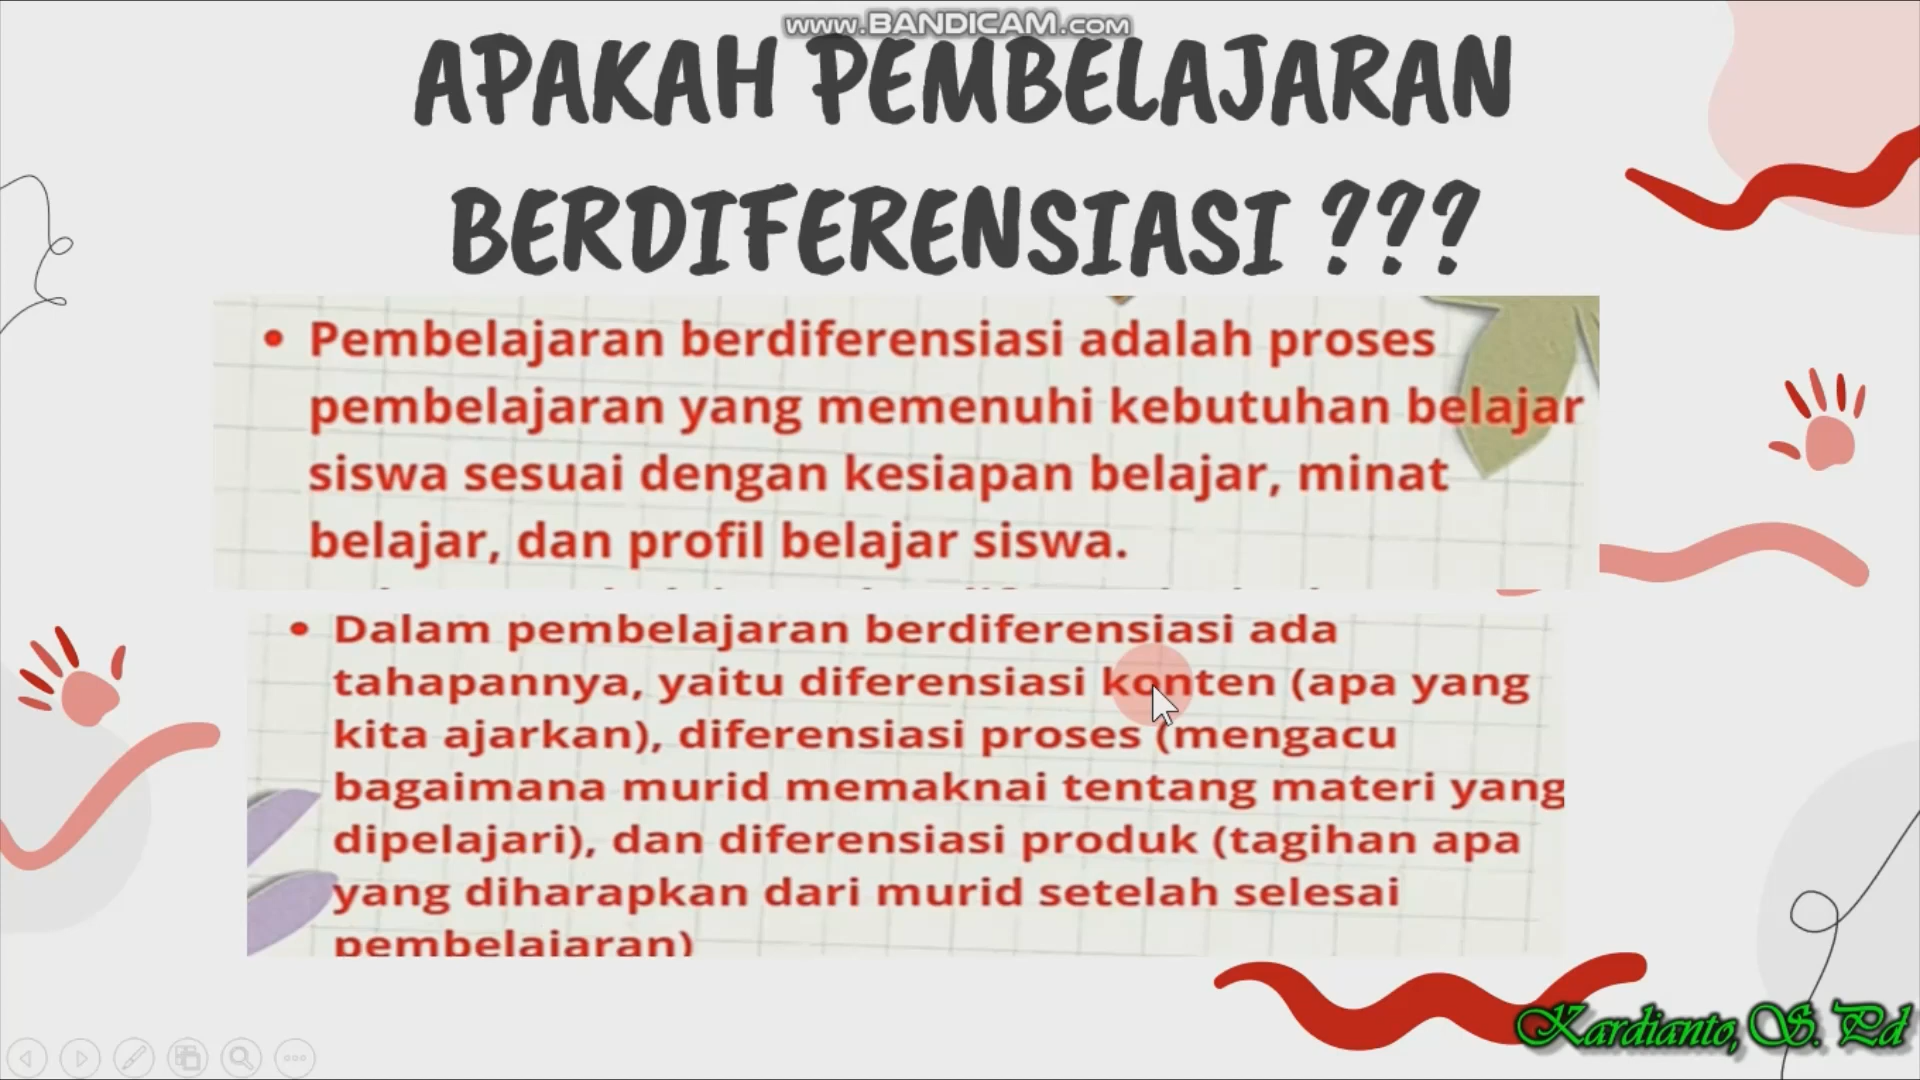 www.BANDICAM.com
APAKAH PEMBELAJARAN
BERDIFERENSIASI ???
• Pembelajaran berdiferensiasi adalah proses
pembelajaran yang memenuhi kebutuhan belajar
siswa sesuai dengan kesiapan belajar, minat
belajar, dan profil belajar siswa.
• Dalam pembelajaran berdiferensiasi ada
tahapannya, yaitu diferensiasi konten (apa yang
kita ajarkan), diferensiasi proses (mengacu
bagaimana murid memaknai tentang materi yang
dipelajari), dan diferensiasi produk (tagihan apa
yang diharapkan dari murid setelah selesai
pembelajaran)
Kardianto, S. Pd